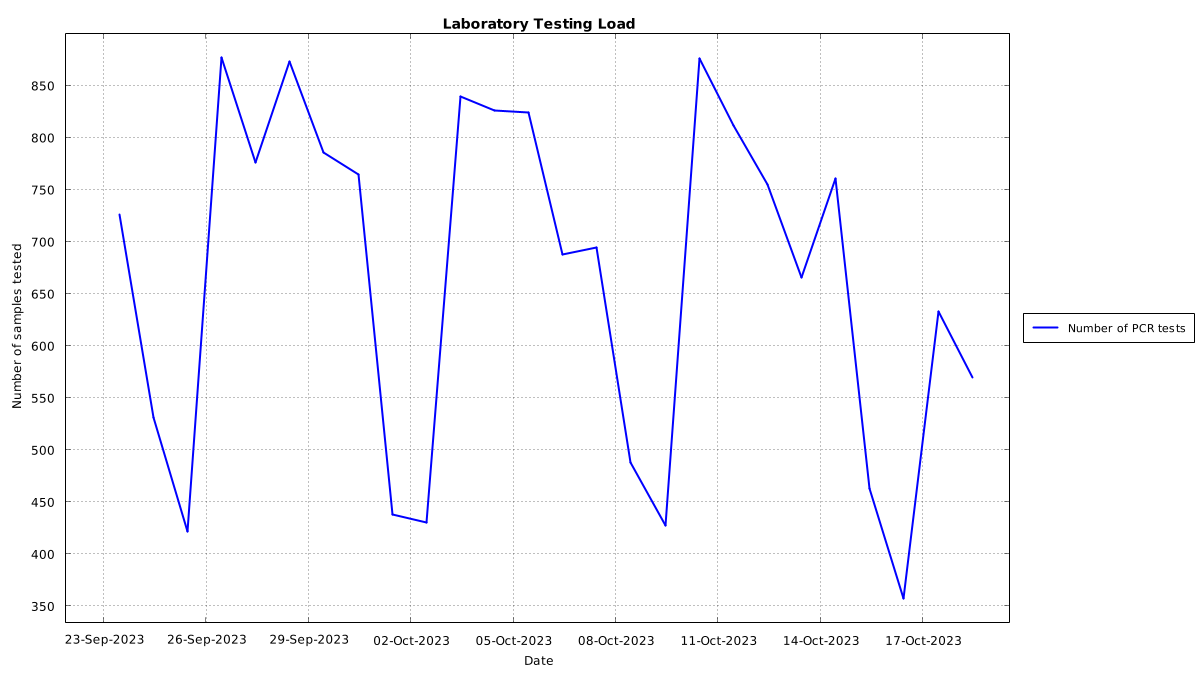 Laboratory Testing Load
850
800
750
700
650
600
550
500
450
400
350
Number of samples tested
23-Sep-2023 26-Sep-2023 29-Sep-2023 02-Oct-2023 05-Oct-2023 08-Oct-2023 11-Oct-2023 14-Oct-2023 17-Oct-2023
Date
Number of PCR tests